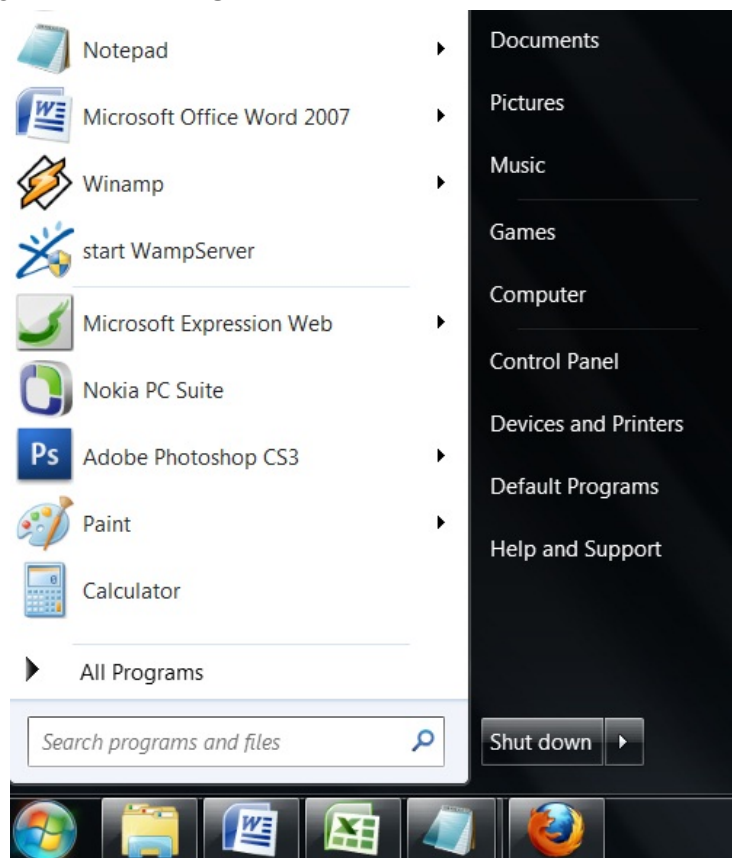 Notepad
Microsoft Office Word 2007
Winamp
start WampServer
Microsoft Expression Web
Nokia PC Suite
Ps
Adobe Photoshop CS3
Paint
0
Calculator
All Programs
Search programs and files
Documents
Pictures
Music
Games
Computer
Control Panel
Devices and Printers
Default Programs
Help and Support
Shut down